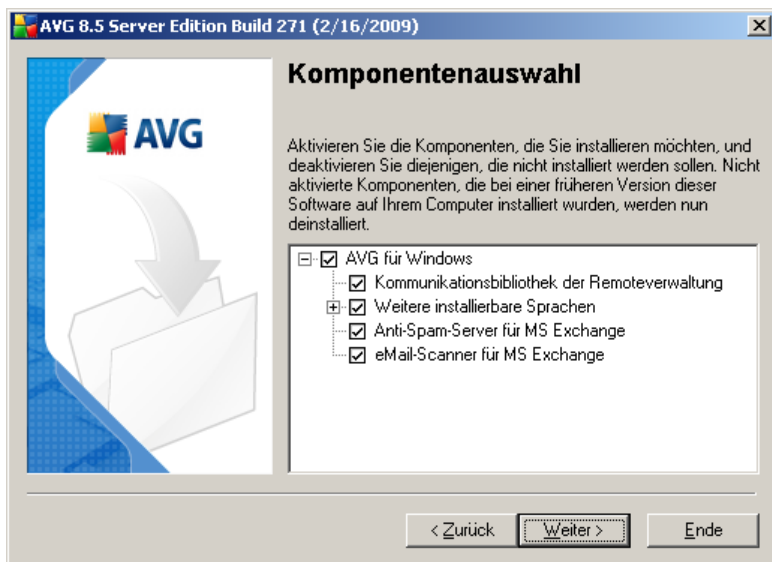 AVG 8.5 Server Edition Build 271 (2/16/2009)
AVG
Komponentenauswahl
Aktivieren Sie die Komponenten, die Sie installieren möchten, und
deaktivieren Sie diejenigen, die nicht installiert werden sollen. Nicht
aktivierte Komponenten, die bei einer früheren Version dieser
Software auf Ihrem Computer installiert wurden, werden nun
deinstalliert.
AVG für Windows
Kommunikationsbibliothek der Remoteverwaltung
Weitere installierbare Sprachen
Anti-Spam-Server für MS Exchange
eMail-Scanner für MS Exchange
< Zurück Weiter > Ende